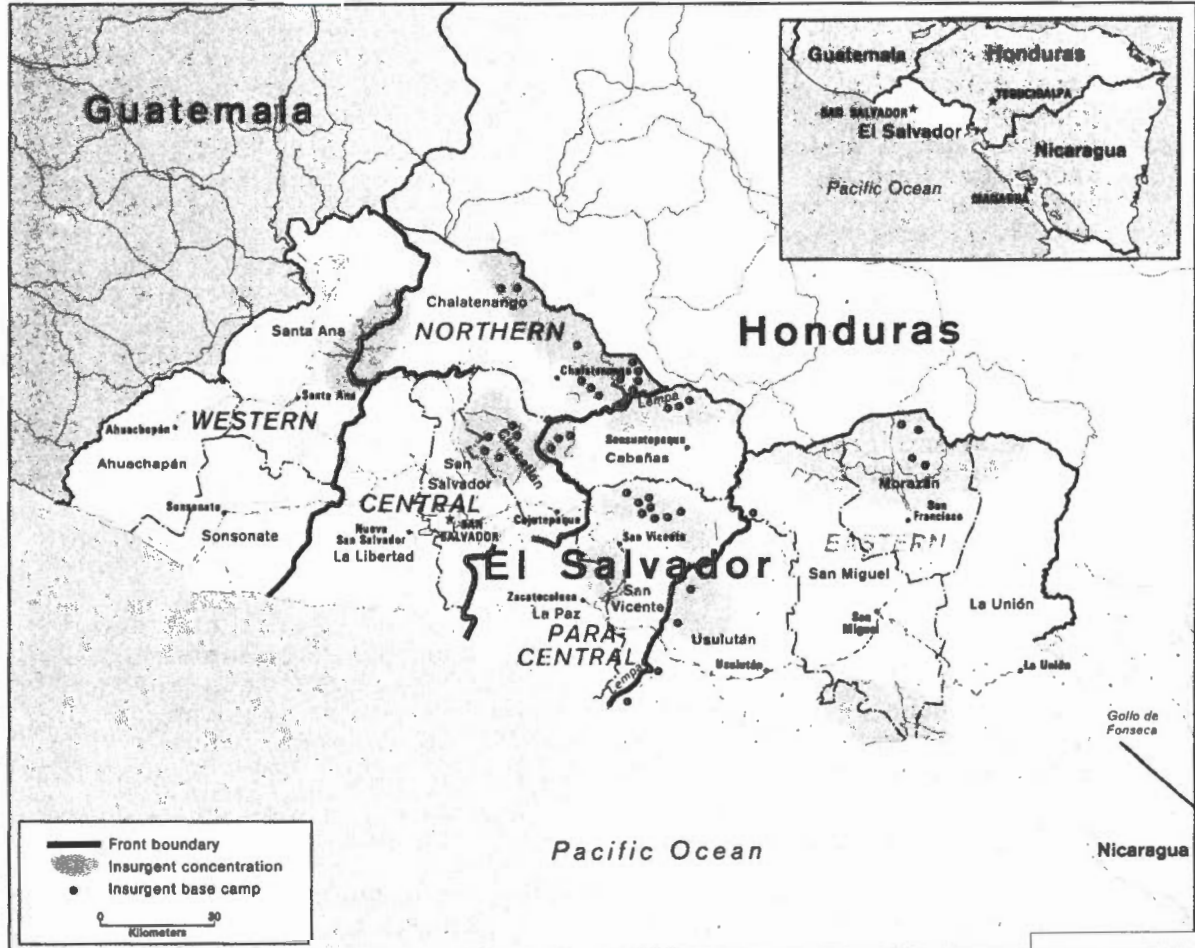 Guatemala
Honduras
TEGUCIGALPA
SAN SALVADOR
El Salvador
Nicaragua
Pacific Ocean
MANAGUA
Guatemala
Honduras
Chalatenango
NORTHERN
Santa Ana
Chalatenango
Lempa
Santa Ana
WESTERN
Ahuachapán
Ahuachapán
Sensuntepeque
Cabañas
Cuscatlán
San
Salvador
Morazán
San
Francisco
CENTRAL
Sonsonate
Sonsonate
Nueva
San Salvador
La Libertad
SAN
SALVADOR
Cojutepeque
San Vicente
EASTERN
El Salvador
San Miguel
La Unión
Zacatecoluca
La Paz
San
Vicente
PARA-
CENTRAL
Usulután
San
Miguel
Usulután
La Unión
Lempa
Golfo de
Fonseca
Pacific Ocean
Nicaragua
Front boundary
Insurgent concentration
Insurgent base camp
0 30
Kilometers